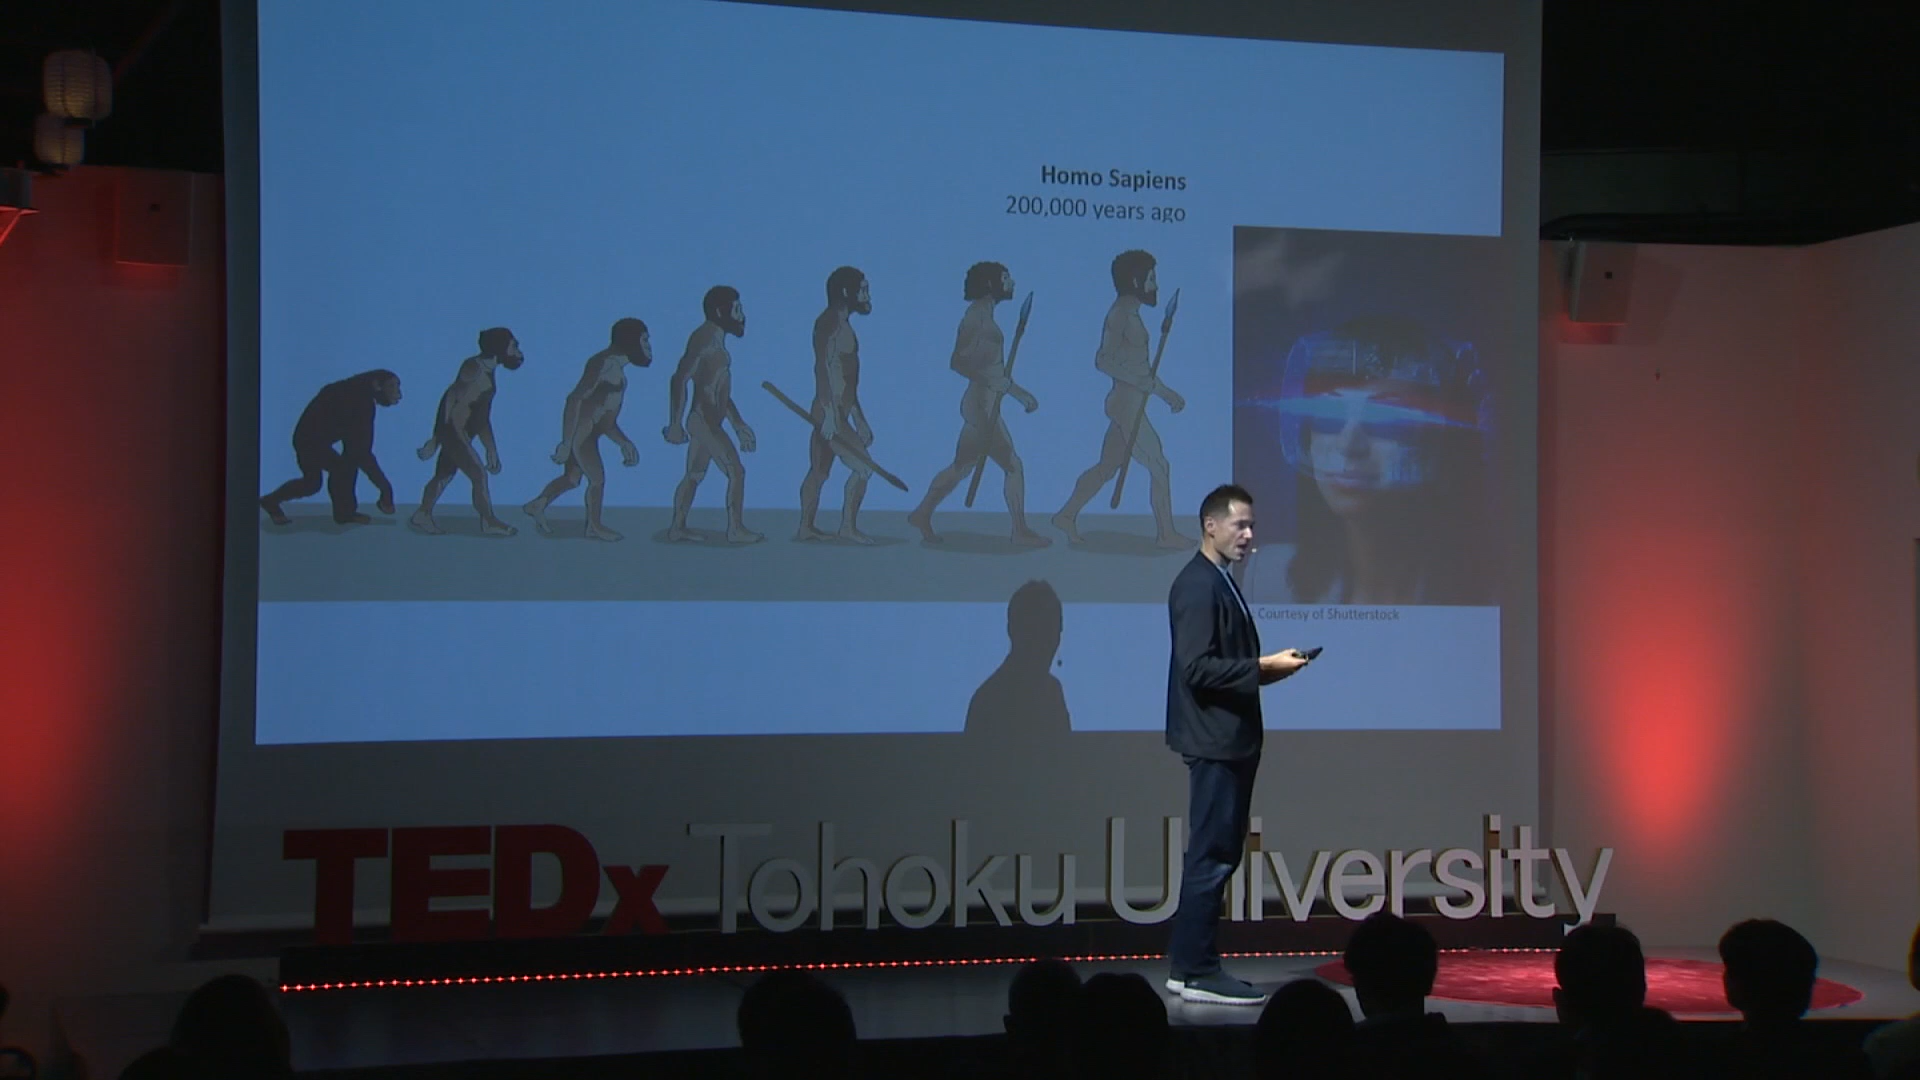 Homo Sapiens
200,000 years ago
Courtesy of Shutterstock
TEDx Tohoku University